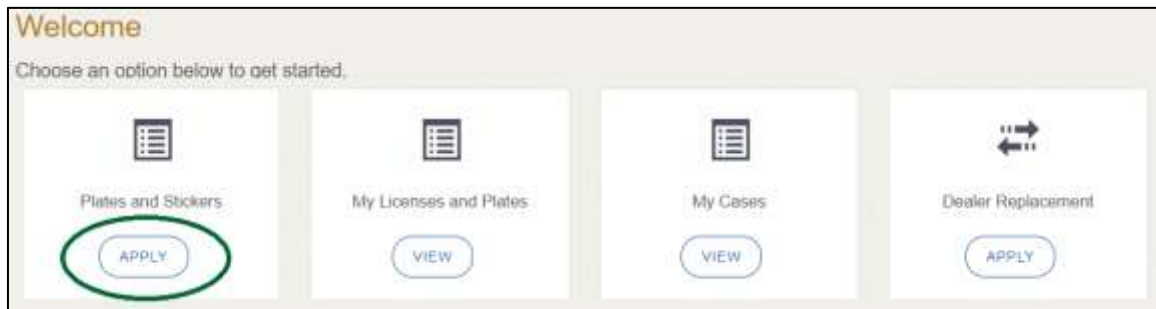 Welcome
Choose an option below to get started.
Plates and Stickers
My Licenses and Plates
My Cases
Dealer Replacement
APPLY
VIEW
VIEW
APPLY